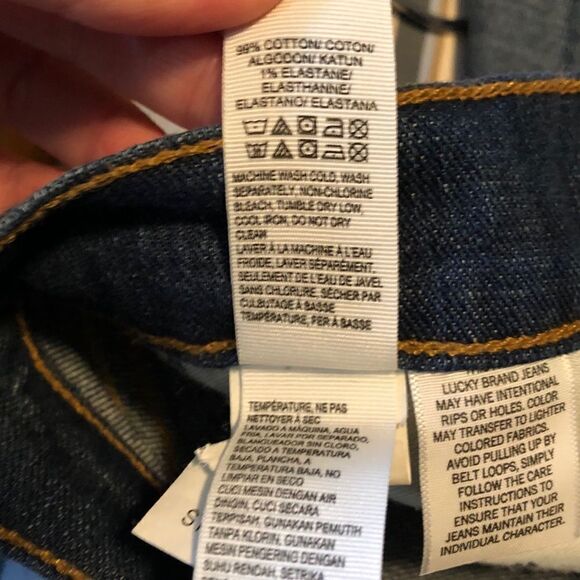 99% COTTON/ COTON/
ALGODON/ KATUN
1% ELASTANE/
ELASTHANNE/
ELASTANO/ ELASTANA
MACHINE WASH COLD, WASH
SEPARATELY, NON-CHLORINE
BLEACH, TUMBLE DRY LOW,
COOL IRON, DO NOT DRY
CLEAN
LAVER À LA MACHINE À L'EAU
FROIDE, LAVER SÉPARÉMENT,
SEULEMENT DE L'EAU DE JAVEL
SANS CHLORURE, SÉCHER PAR
CULBUTAGE À BASSE
TEMPÉRATURE, FER À BASSE
TEMPÉRATURE, NE PAS
NETTOYER À SEC
LAVADO A MÁQUINA, AGUA
FRIA, LAVAR POR SEPARADO,
BLANQUEADOR SIN CLORO,
SECADO A TEMPERATURA
BAJA, PLANCHA, A
TEMPERATURA BAJA, NO
LIMPIAR EN SECO
CUCI MESIN DENGAN AIR
DINGIN, CUCI SECARA
TERPISAH, GUNAKAN PEMUTIH
TANPA KLORIN, GUNAKAN
MESIN PENGERING DENGAN
SUHU RENDAH, SETRIKA
LUCKY BRAND JEANS
MAY HAVE INTENTIONAL
RIPS OR HOLES. COLOR
MAY TRANSFER TO LIGHTER
COLORED FABRICS.
AVOID PULLING UP BY
BELT LOOPS, SIMPLY
FOLLOW THE CARE
INSTRUCTIONS TO
ENSURE THAT YOUR
JEANS MAINTAIN THEIR
INDIVIDUAL CHARACTER.